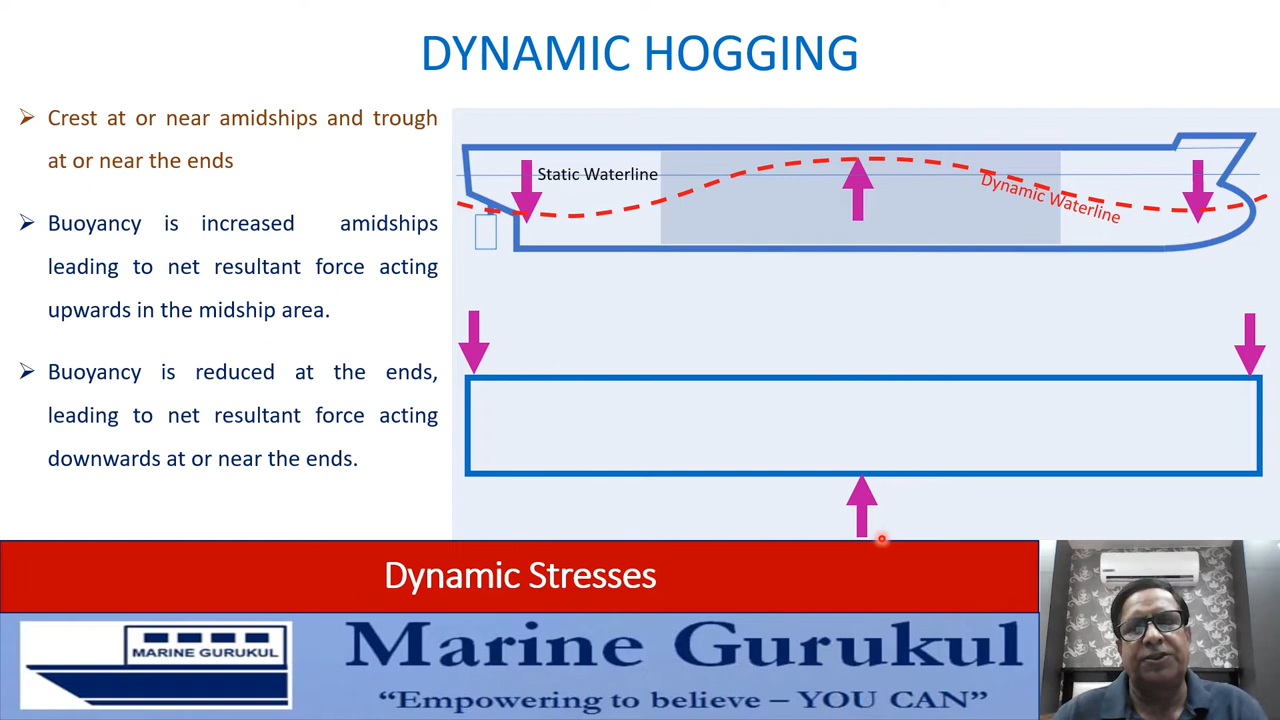 DYNAMIC HOGGING
➢ Crest at or near amidships and trough
at or near the ends
➢ Buoyancy is increased amidships
leading to net resultant force acting
upwards in the midship area.
➢ Buoyancy is reduced at the ends,
leading to net resultant force acting
downwards at or near the ends.
Static Waterline
Dynamic Waterline
Dynamic Stresses
MARINE GURUKUL
Marine Gurukul
“Empowering to believe – YOU CAN”